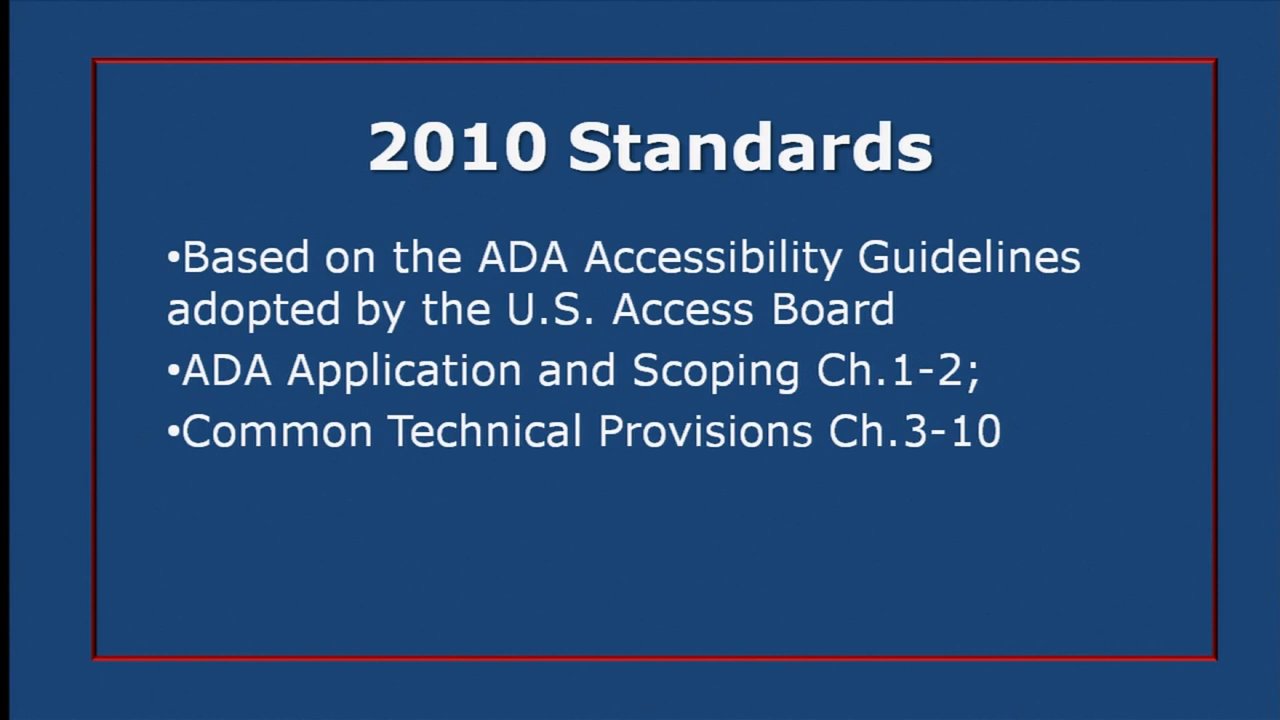 2010 Standards
•Based on the ADA Accessibility Guidelines
adopted by the U.S. Access Board
•ADA Application and Scoping Ch.1-2;
•Common Technical Provisions Ch.3-10